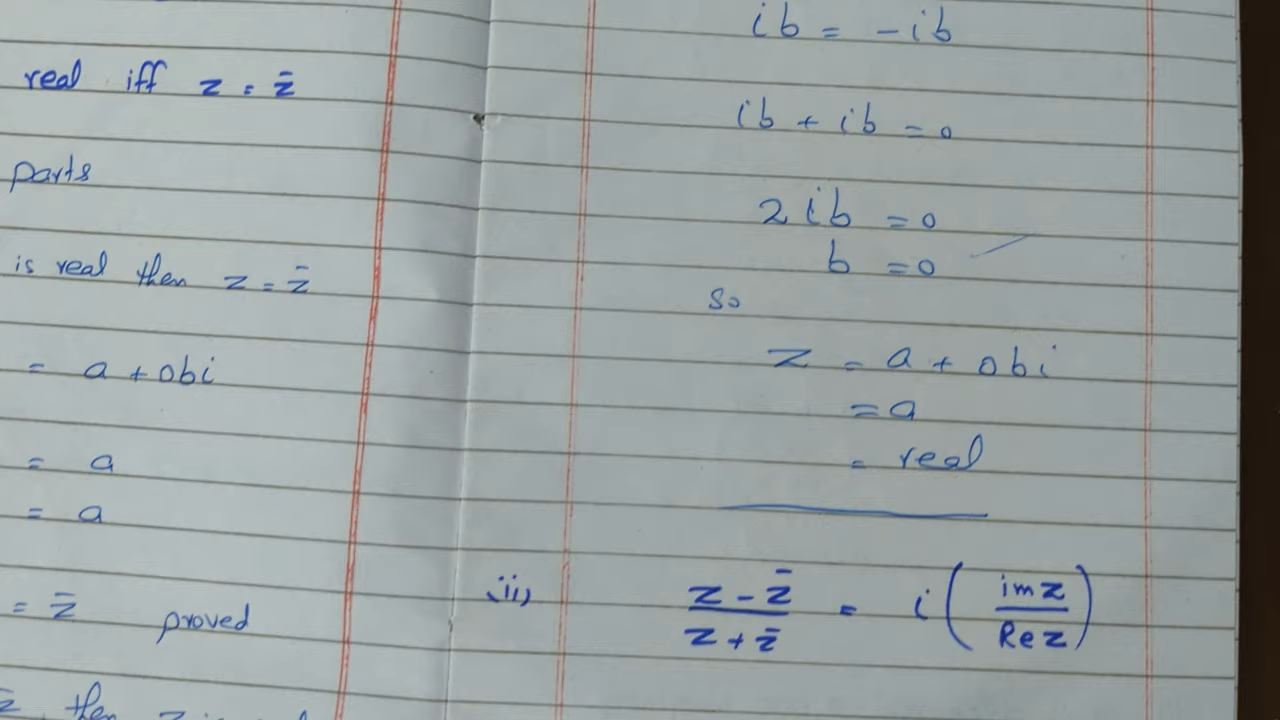 real iff z = z̄
parts
is real then z = z̄
= a + 0bi
= a
= a
= z̄ proved
z̄, then z
ib = -ib
ib + ib = 0
2ib = 0
b = 0
so
z = a + 0bi
= a
= real
ii, (z - z̄)/(z + z̄) = i (im z/Re z)